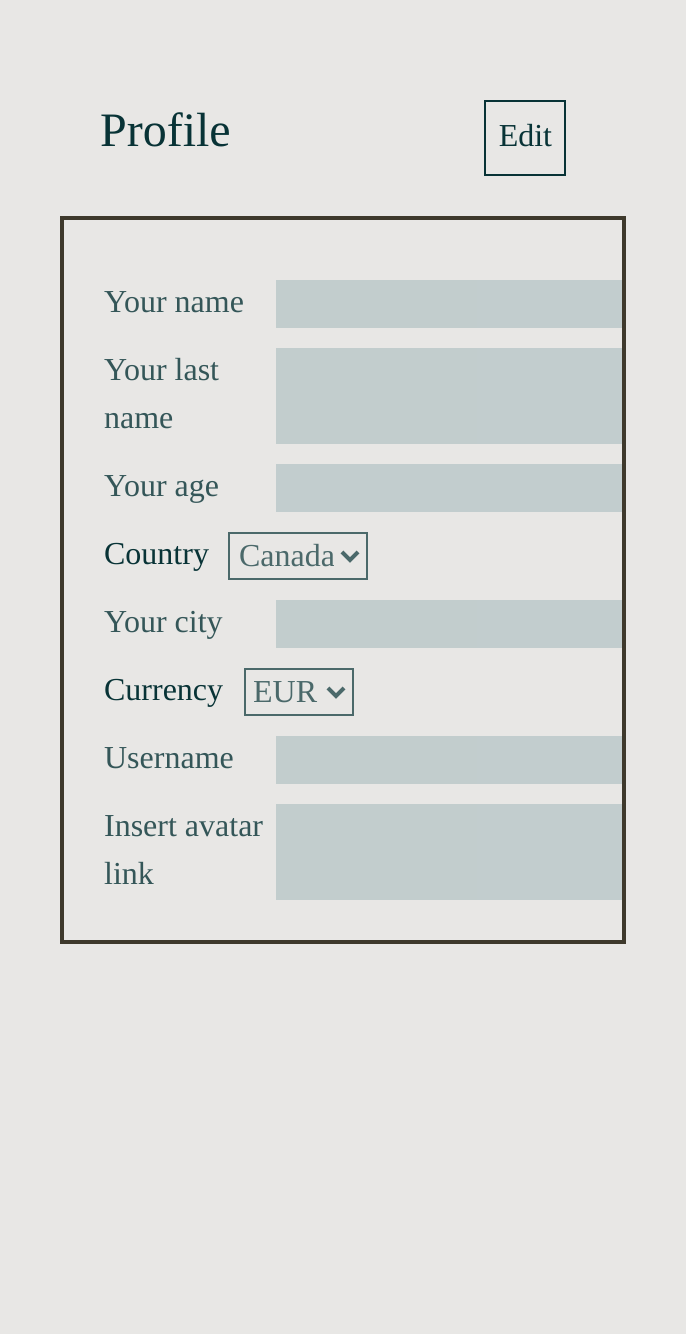 Profile
Edit
Your name
Your last
name
Your age
Country Canada
Your city
Currency EUR
Username
Insert avatar
link